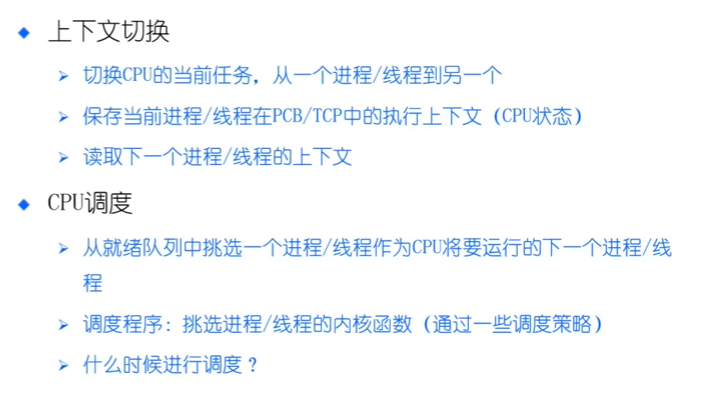 上下文切换
切换CPU的当前任务，从一个进程/线程到另一个
保存当前进程/线程在PCB/TCP中的执行上下文（CPU状态）
读取下一个进程/线程的上下文
CPU调度
从就绪队列中挑选一个进程/线程作为CPU将要运行的下一个进程/线
程
调度程序：挑选进程/线程的内核函数（通过一些调度策略）
什么时候进行调度？